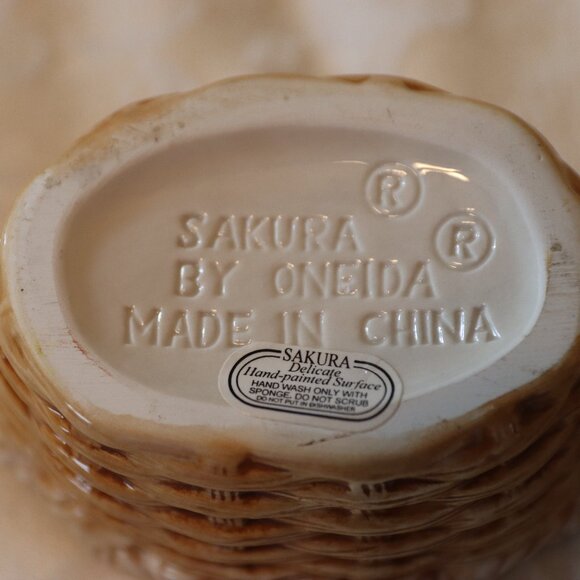 SAKURA ®
BY ONEIDA ®
MADE IN CHINA
SAKURA
Delicate
Hand-painted Surface
HAND WASH ONLY WITH
SPONGE. DO NOT SCRUB
DO NOT PUT IN DISHWASHER